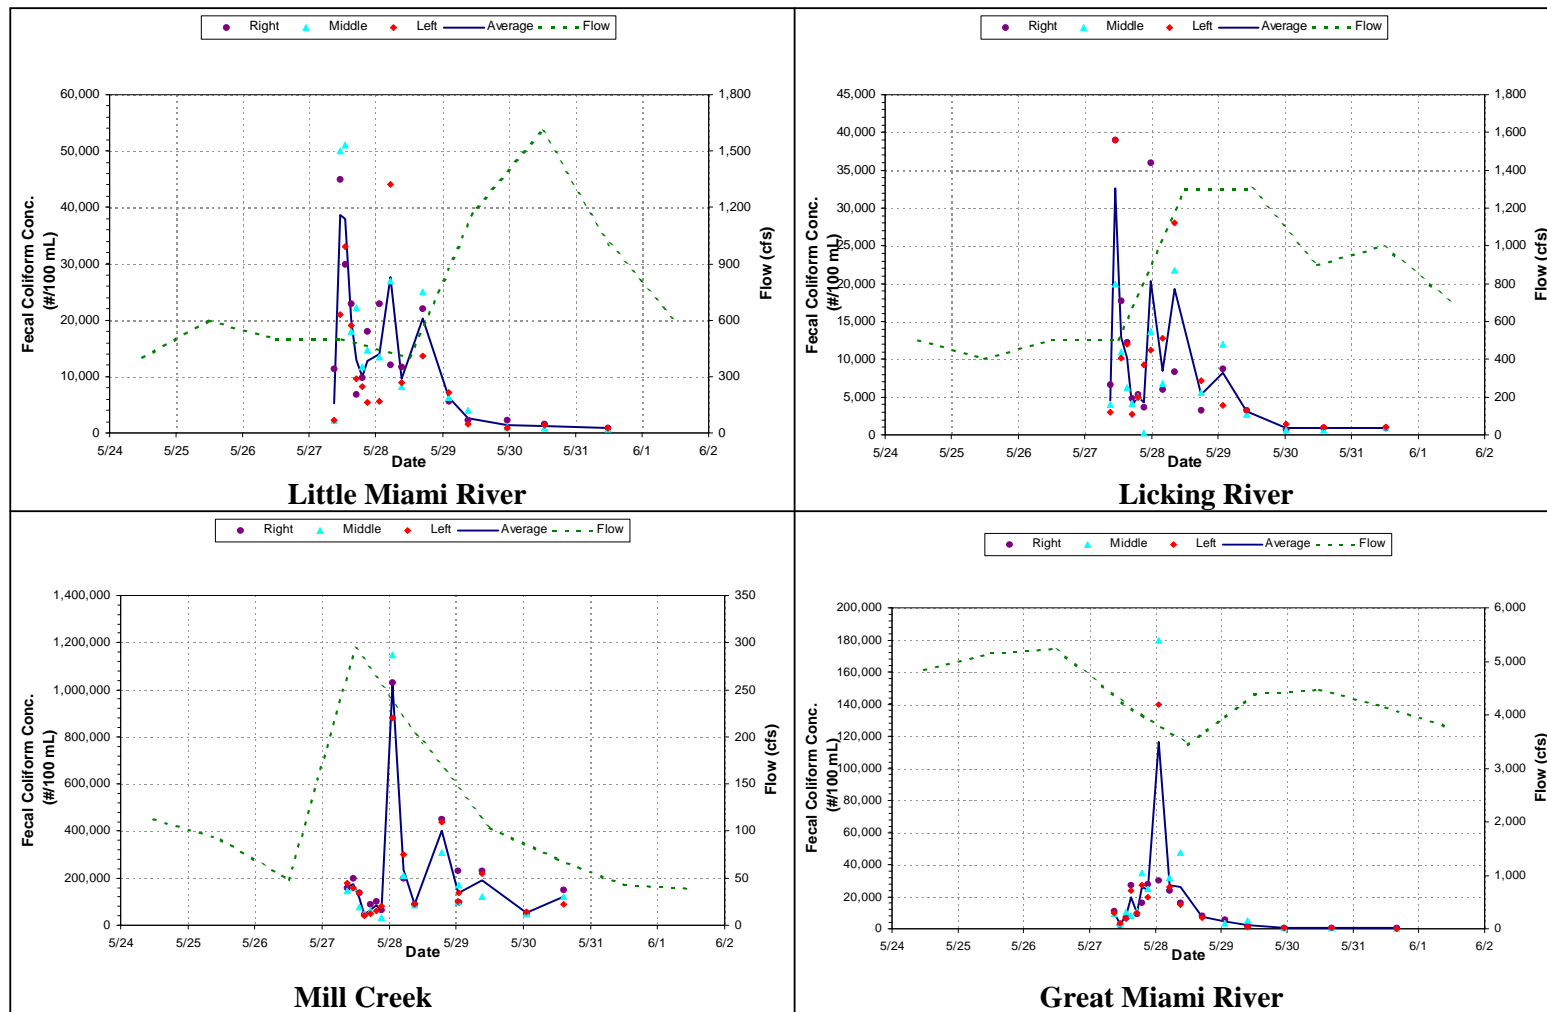 Right Middle Left Average Flow
60,000
50,000
40,000
30,000
20,000
10,000
0
Fecal Coliform Conc.
(#/100 mL)
1,800
1,500
1,200
900
600
300
0
Flow (cfs)
5/24 5/25 5/26 5/27 5/28 5/29 5/30 5/31 6/1 6/2
Date
Little Miami River
Right Middle Left Average Flow
45,000
40,000
35,000
30,000
25,000
20,000
15,000
10,000
5,000
0
Fecal Coliform Conc.
(#/100 mL)
1,800
1,600
1,400
1,200
1,000
800
600
400
200
0
Flow (cfs)
5/24 5/25 5/26 5/27 5/28 5/29 5/30 5/31 6/1 6/2
Date
Licking River
Right Middle Left Average Flow
1,400,000
1,200,000
1,000,000
800,000
600,000
400,000
200,000
0
Fecal Coliform Conc.
(#/100 mL)
350
300
250
200
150
100
50
0
Flow (cfs)
5/24 5/25 5/26 5/27 5/28 5/29 5/30 5/31 6/1 6/2
Date
Mill Creek
Right Middle Left Average Flow
200,000
180,000
160,000
140,000
120,000
100,000
80,000
60,000
40,000
20,000
0
Fecal Coliform Conc.
(#/100 mL)
6,000
5,000
4,000
3,000
2,000
1,000
0
Flow (cfs)
5/24 5/25 5/26 5/27 5/28 5/29 5/30 5/31 6/1 6/2
Date
Great Miami River